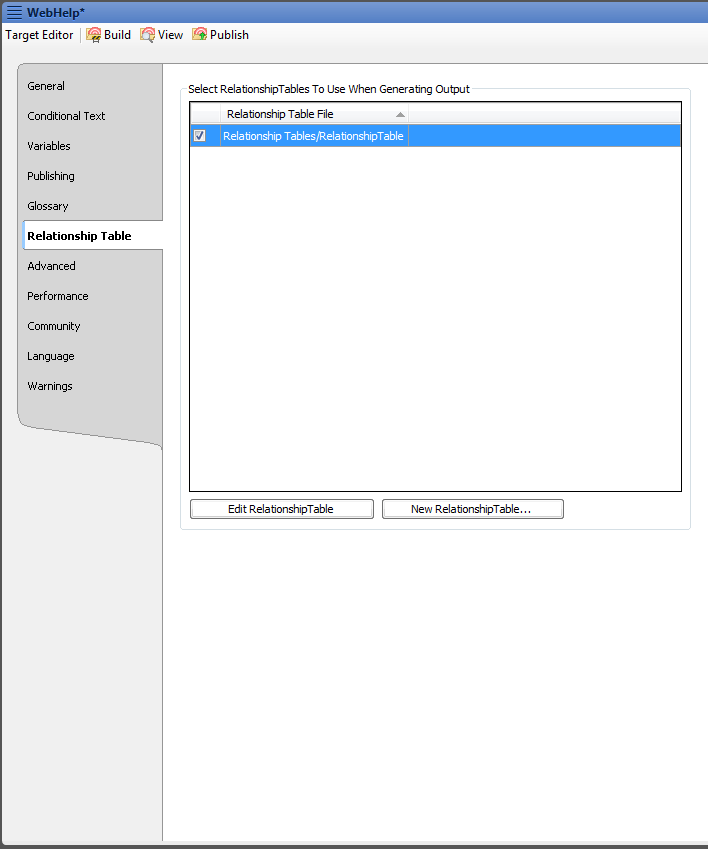 WebHelp*
Target Editor Build View Publish
General
Conditional Text
Variables
Publishing
Glossary
Relationship Table
Advanced
Performance
Community
Language
Warnings
Select RelationshipTables To Use When Generating Output
Relationship Table File
Relationship Tables/RelationshipTable
Edit RelationshipTable New RelationshipTable...